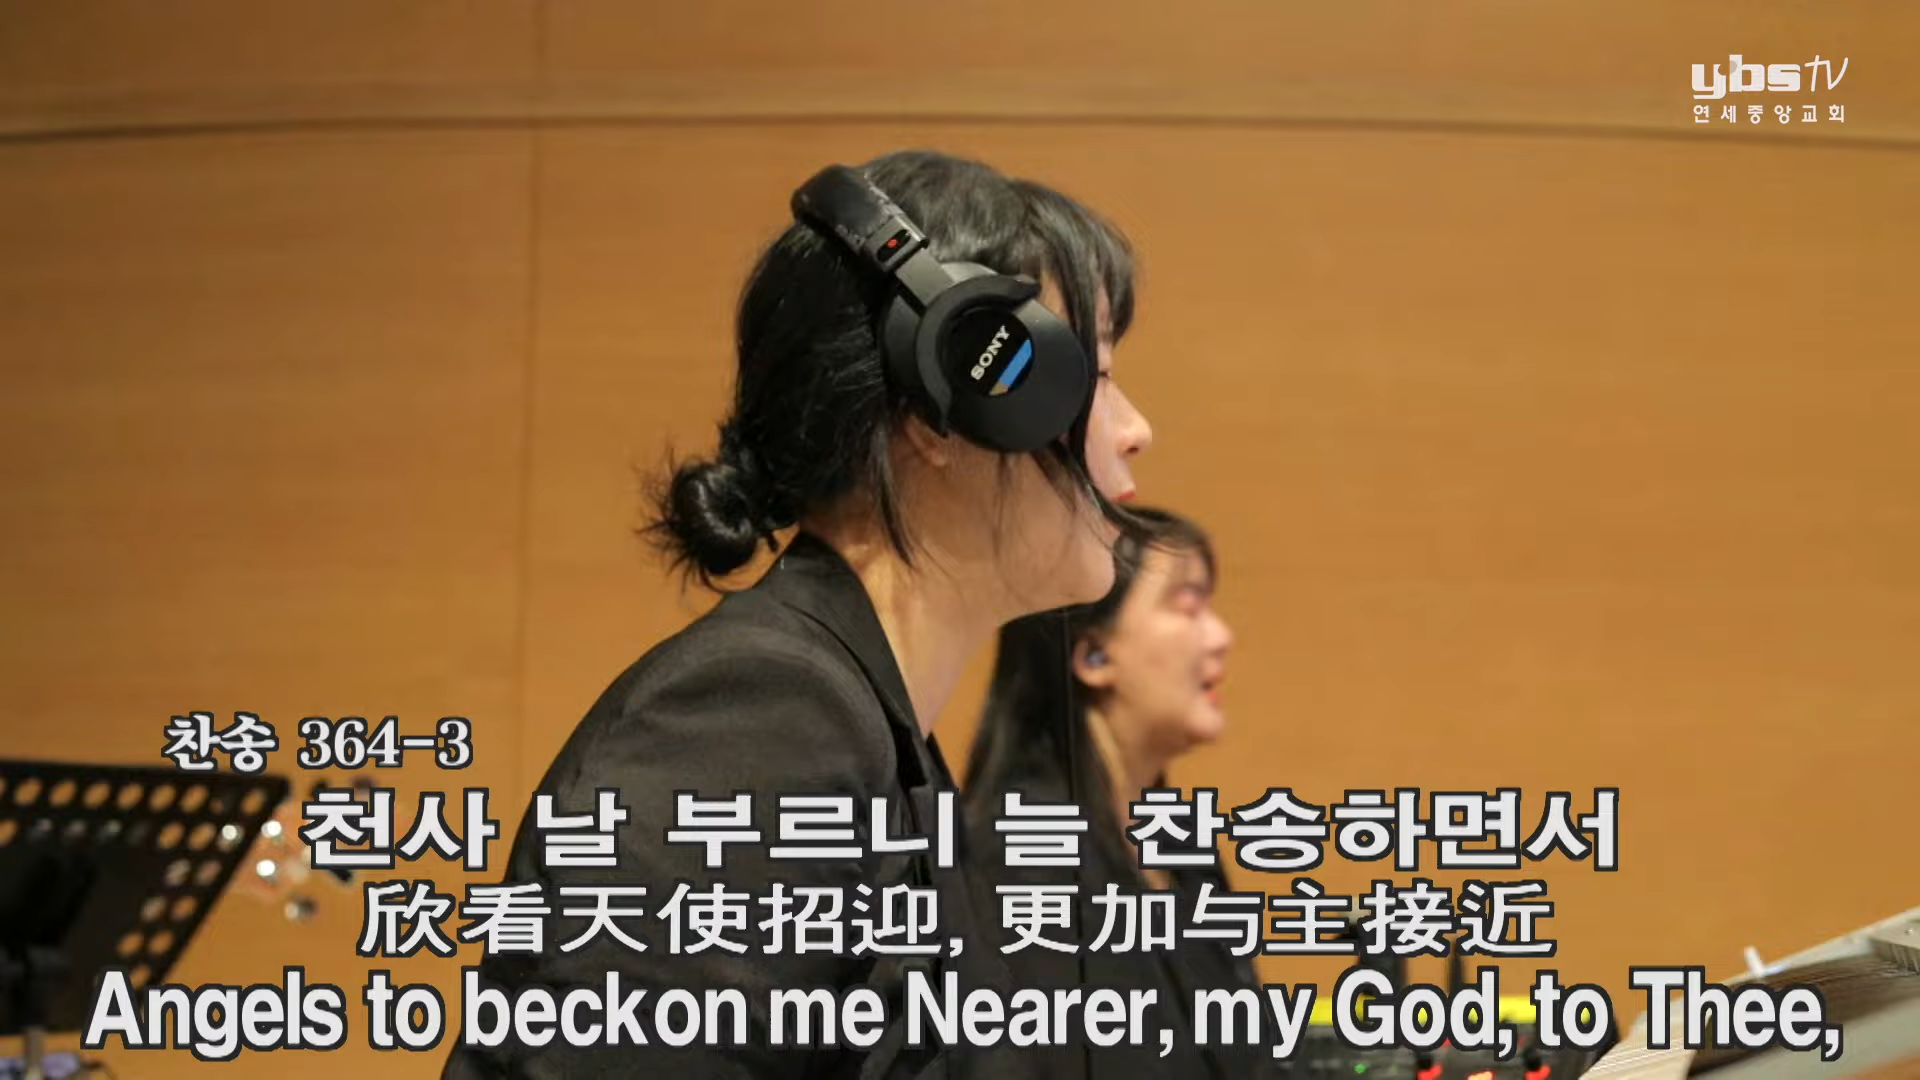 ybstv
연세중앙교회
SONY
찬송 364-3
천사 날 부르니 늘 찬송하면서
欣看天使招迎, 更加与主接近
Angels to beckon me Nearer, my God, to Thee,